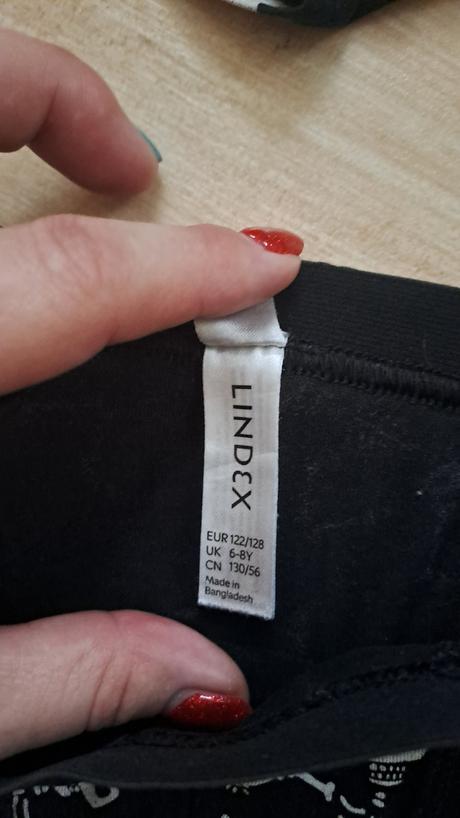 LINDEX
EUR 122/128
UK 6-8Y
CN 130/56
Made in
Bangladesh